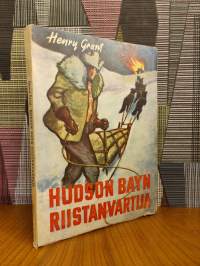 Henry Grant
HUDSON BAYN
RIISTANVARTIJA